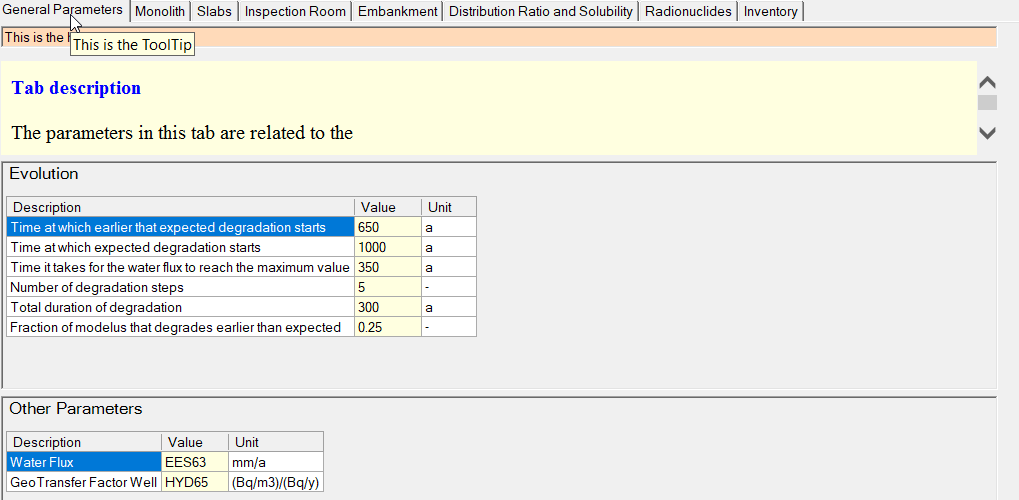 General Parameters Monolith Slabs Inspection Room Embankment Distribution Ratio and Solubility Radionuclides Inventory
This is the
This is the ToolTip
Tab description
The parameters in this tab are related to the
Evolution
Description Value Unit
Time at which earlier that expected degradation starts 650 a
Time at which expected degradation starts 1000 a
Time it takes for the water flux to reach the maximum value 350 a
Number of degradation steps 5 -
Total duration of degradation 300 a
Fraction of modelus that degrades earlier than expected 0.25 -
Other Parameters
Description Value Unit
Water Flux EES63 mm/a
GeoTransfer Factor Well HYD65 (Bq/m3)/(Bq/y)